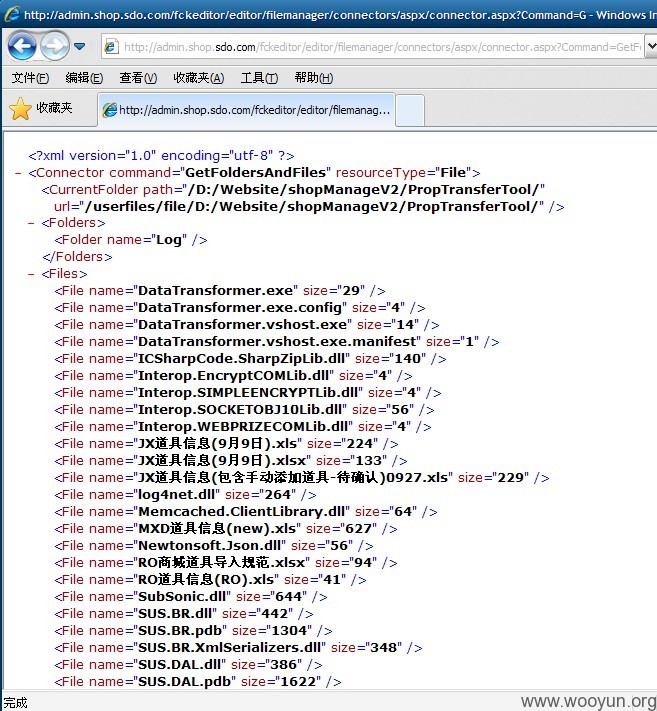 http://admin.shop.sdo.com/fckeditor/editor/filemanager/connectors/aspx/connector.aspx?Command=G - Windows In
http://admin.shop.sdo.com/fckeditor/editor/filemanager/connectors/aspx/connector.aspx?Command=GetF
文件(F) 编辑(E) 查看(V) 收藏夹(A) 工具(T) 帮助(H)
收藏夹 http://admin.shop.sdo.com/fckeditor/editor/filemanag...
<?xml version="1.0" encoding="utf-8" ?>
- <Connector command="GetFoldersAndFiles" resourceType="File">
<CurrentFolder path="/D:/Website/shopManageV2/PropTransferTool/"
url="/userfiles/file/D:/Website/shopManageV2/PropTransferTool/" />
- <Folders>
<Folder name="Log" />
</Folders>
- <Files>
<File name="DataTransformer.exe" size="29" />
<File name="DataTransformer.exe.config" size="4" />
<File name="DataTransformer.vshost.exe" size="14" />
<File name="DataTransformer.vshost.exe.manifest" size="1" />
<File name="ICSharpCode.SharpZipLib.dll" size="140" />
<File name="Interop.EncryptCOMLib.dll" size="4" />
<File name="Interop.SIMPLEENCRYPTLib.dll" size="4" />
<File name="Interop.SOCKETOBJ10Lib.dll" size="56" />
<File name="Interop.WEBPRIZECOMLib.dll" size="4" />
<File name="JX道具信息(9月9日).xls" size="224" />
<File name="JX道具信息(9月9日).xlsx" size="133" />
<File name="JX道具信息(包含手动添加道具-待确认)0927.xls" size="229" />
<File name="log4net.dll" size="264" />
<File name="Memcached.ClientLibrary.dll" size="64" />
<File name="MXD道具信息(new).xls" size="627" />
<File name="Newtonsoft.Json.dll" size="56" />
<File name="RO商城道具导入规范.xlsx" size="94" />
<File name="RO道具信息(RO).xls" size="41" />
<File name="SubSonic.dll" size="644" />
<File name="SUS.BR.dll" size="442" />
<File name="SUS.BR.pdb" size="1304" />
<File name="SUS.BR.XmlSerializers.dll" size="348" />
<File name="SUS.DAL.dll" size="386" />
<File name="SUS.DAL.pdb" size="1622" />
完成
www.wooyun.org